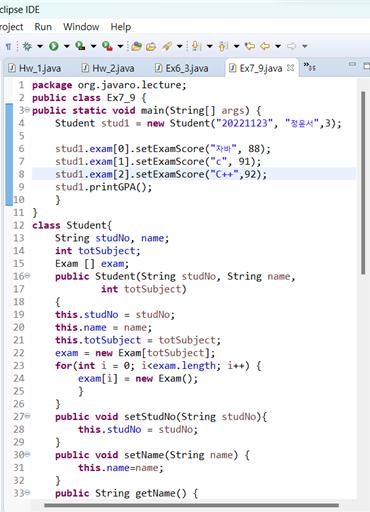 clipse IDE
roject Run Window Help
Hw_1.java Hw_2.java Ex6_3.java Ex7_9.java
1 package org.javaro.lecture;
2 public class Ex7_9 {
3 public static void main(String[] args) {
4 Student stud1 = new Student("20221123", "정윤서",3);
5
6 stud1.exam[0].setExamScore("자바", 88);
7 stud1.exam[1].setExamScore("c", 91);
8 stud1.exam[2].setExamScore("C++",92);
9 stud1.printGPA();
10 }
11 }
12 class Student{
13 String studNo, name;
14 int totSubject;
15 Exam [] exam;
16 public Student(String studNo, String name,
17 int totSubject)
18 {
19 this.studNo = studNo;
20 this.name = name;
21 this.totSubject = totSubject;
22 exam = new Exam[totSubject];
23 for(int i = 0; i<exam.length; i++) {
24 exam[i] = new Exam();
25 }
26 }
27 public void setStudNo(String studNo){
28 this.studNo = studNo;
29 }
30 public void setName(String name) {
31 this.name=name;
32 }
33 public String getName() {